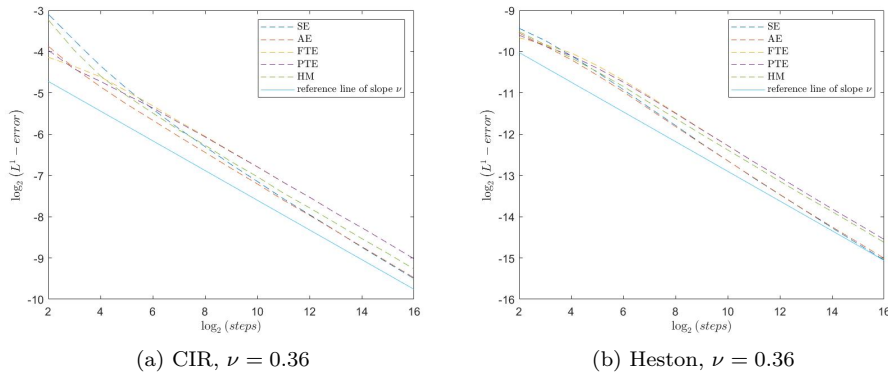 -3
-4
-5
-6
-7
-8
-9
-10
log₂ (L¹ − error)
2 4 6 8 10 12 14 16
log₂ (steps)
SE
AE
FTE
PTE
HM
reference line of slope ν
(a) CIR, ν = 0.36
-9
-10
-11
-12
-13
-14
-15
-16
log₂ (L¹ − error)
2 4 6 8 10 12 14 16
log₂ (steps)
SE
AE
FTE
PTE
HM
reference line of slope ν
(b) Heston, ν = 0.36